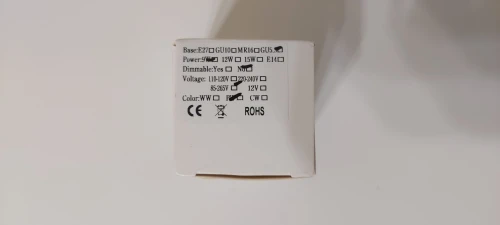 Base:E27□GU10□MR16□GU5.
Power:9W 12W□ 15W□ E14□
Dimmable:Yes□ No
Voltage: 110-120V□220-240V□
85-265V 12V□
Color:WW□ CW□
CE ROHS